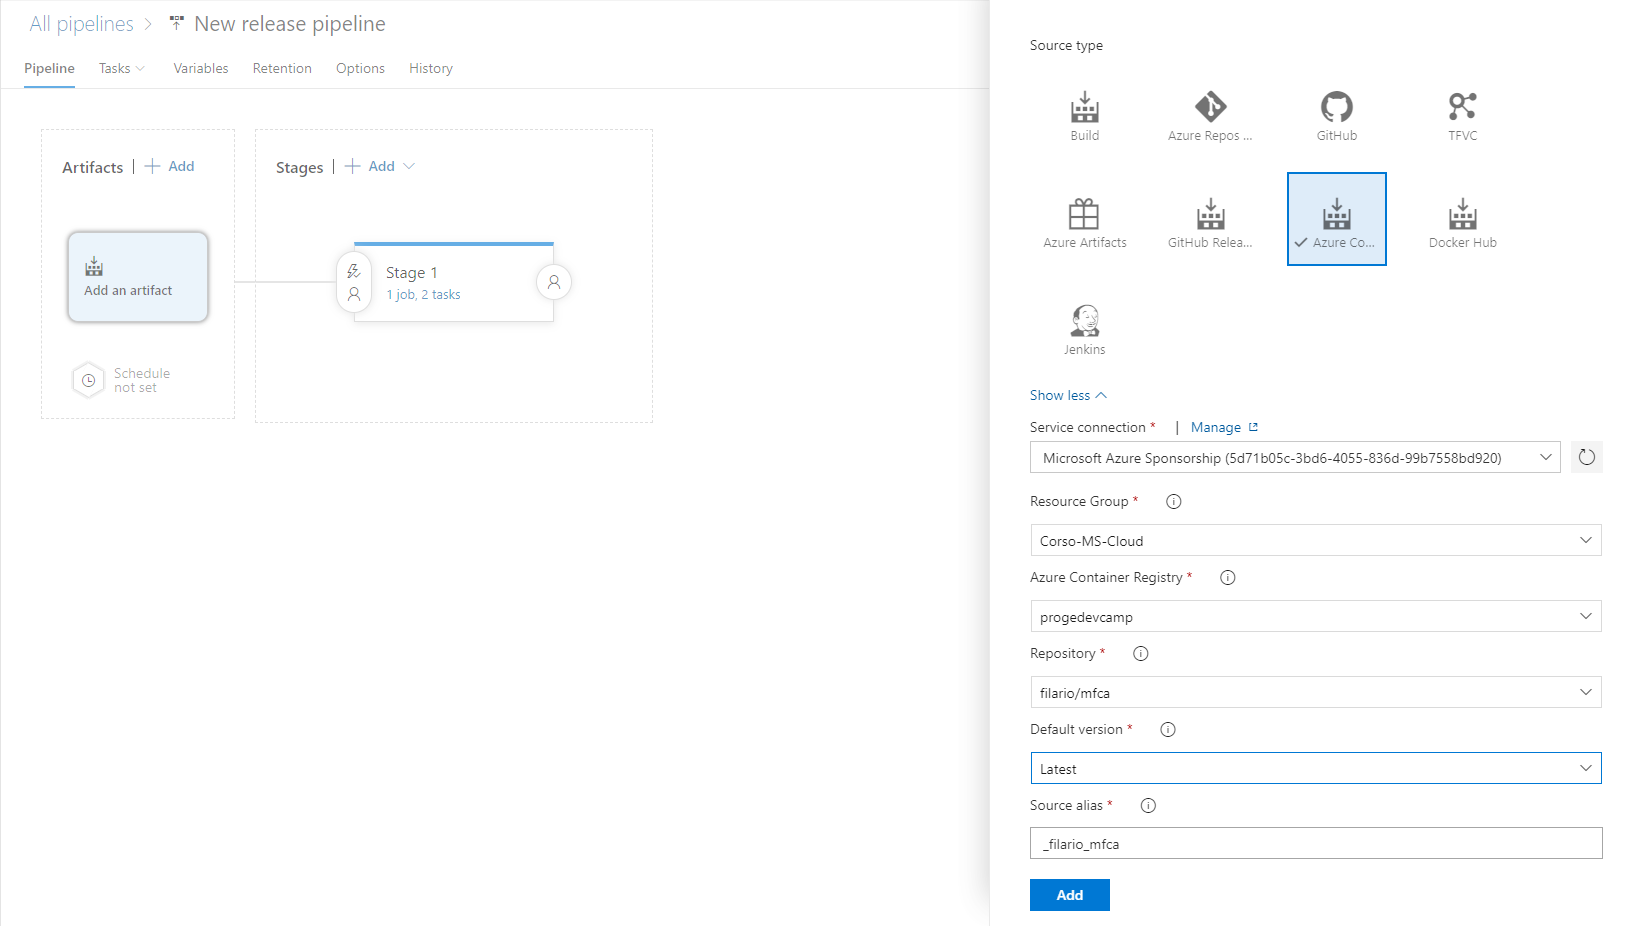 All pipelines > New release pipeline
Pipeline Tasks Variables Retention Options History
Artifacts | + Add
Add an artifact
Schedule
not set
Stages | + Add
Stage 1
1 job, 2 tasks
Source type
Build
Azure Repos ...
GitHub
TFVC
Azure Artifacts
GitHub Relea...
Azure Co...
Docker Hub
Jenkins
Show less
Service connection * | Manage
Microsoft Azure Sponsorship (5d71b05c-3bd6-4055-836d-99b7558bd920)
Resource Group *
Corso-MS-Cloud
Azure Container Registry *
progedevcamp
Repository *
filario/mfca
Default version *
Latest
Source alias *
_filario_mfca
Add